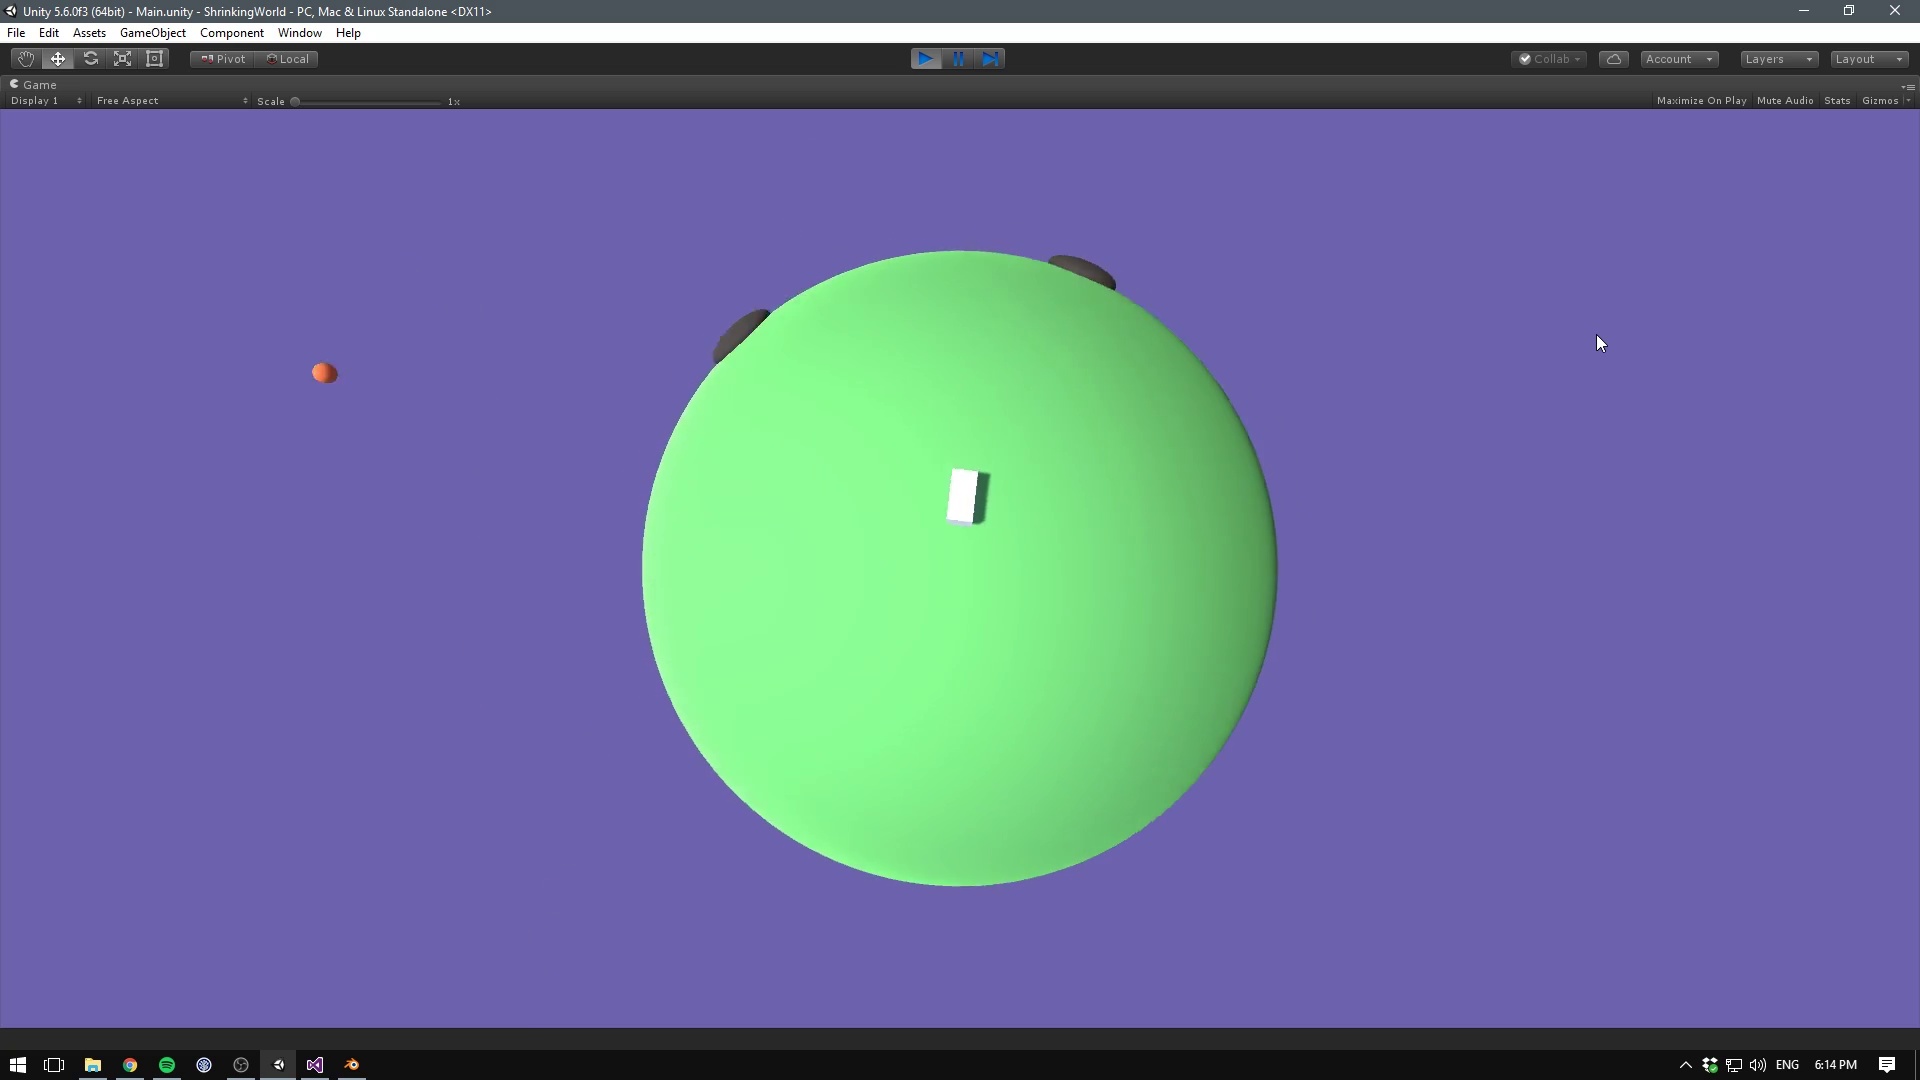 Unity 5.6.0f3 (64bit) - Main.unity - ShrinkingWorld - PC, Mac & Linux Standalone <DX11>
File Edit Assets GameObject Component Window Help
Pivot Local Collab Account Layers Layout
Game
Display 1 Free Aspect Scale 1x Maximize On Play Mute Audio Stats Gizmos
ENG 6:14 PM